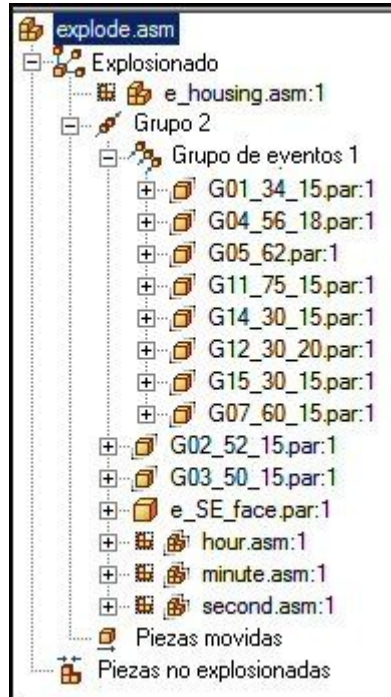 explode.asm
Explosionado
e_housing.asm:1
Grupo 2
Grupo de eventos 1
G01_34_15.par:1
G04_56_18.par:1
G05_62.par:1
G11_75_15.par:1
G14_30_15.par:1
G12_30_20.par:1
G15_30_15.par:1
G07_60_15.par:1
G02_52_15.par:1
G03_50_15.par:1
e_SE_face.par:1
hour.asm:1
minute.asm:1
second.asm:1
Piezas movidas
Piezas no explosionadas